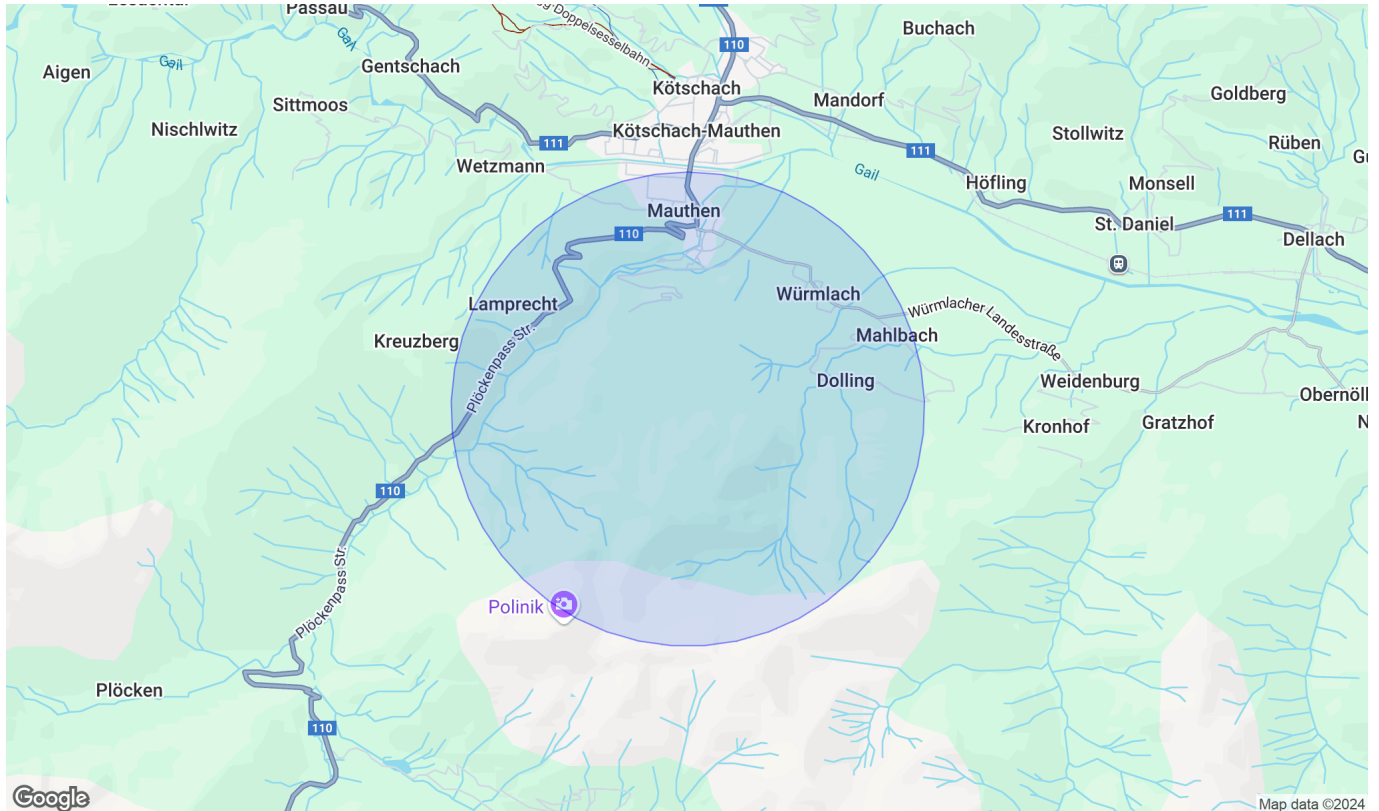 Passau
Gail
Gail
Aigen
Gentschach
Doppelsesselbahn
110
Buchach
Kötschach
Sittmoos
Nischlwitz
Mandorf
Goldberg
Kötschach-Mauthen
Stollwitz
Rüben
111
111
Wetzmann
Gail
Höfling
Monsell
Mauthen
111
St. Daniel
110
Dellach
Würmlach
Lamprecht
Würmlacher Landesstraße
Mahlbach
Kreuzberg
Plöckenpass Str.
Dolling
Weidenburg
Kronhof
Gratzhof
110
Plöckenpass Str.
Polinik
Plöcken
110
Google
Map data ©2024